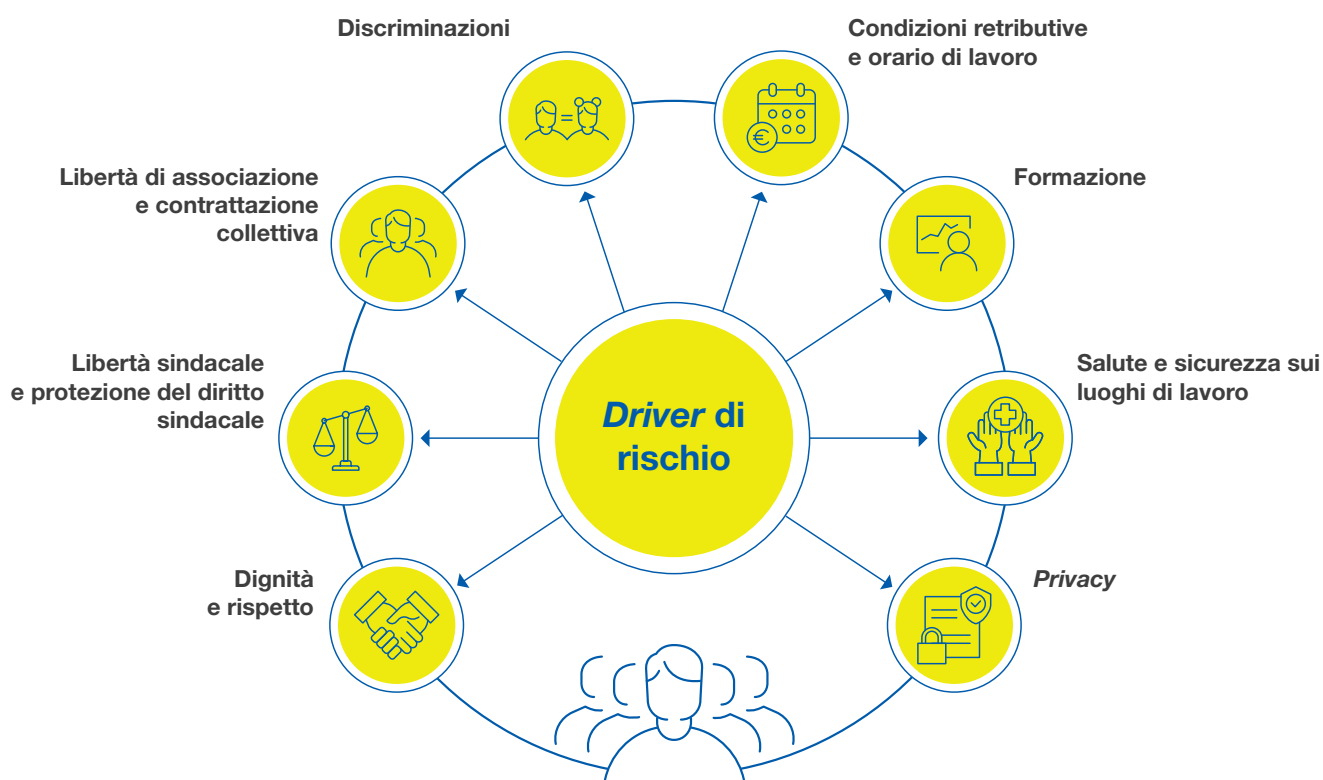 Discriminazioni
Condizioni retributive
e orario di lavoro
Libertà di associazione
e contrattazione
collettiva
Formazione
Libertà sindacale
e protezione del diritto
sindacale
Salute e sicurezza sui
luoghi di lavoro
Driver di
rischio
Dignità
e rispetto
Privacy